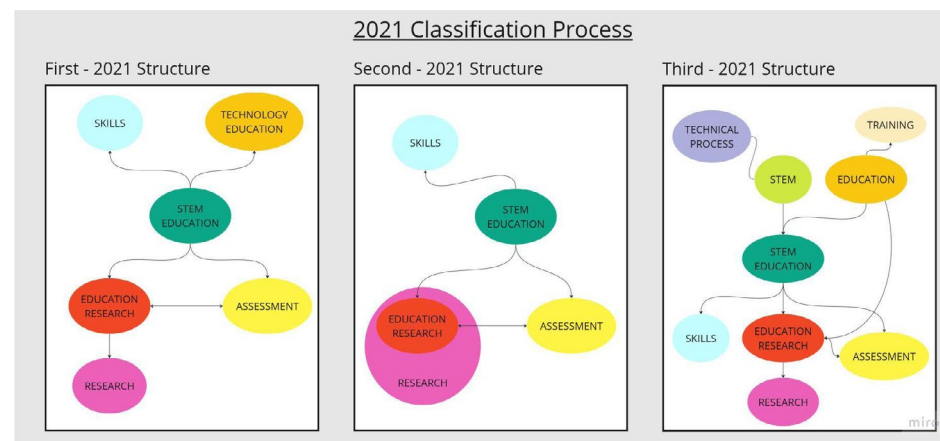 2021 Classification Process
First - 2021 Structure
SKILLS
TECHNOLOGY
EDUCATION
STEM
EDUCATION
EDUCATION
RESEARCH
ASSESSMENT
RESEARCH
Second - 2021 Structure
SKILLS
STEM
EDUCATION
EDUCATION
RESEARCH
ASSESSMENT
RESEARCH
Third - 2021 Structure
TECHNICAL
PROCESS
TRAINING
STEM
EDUCATION
STEM
EDUCATION
SKILLS
EDUCATION
RESEARCH
ASSESSMENT
RESEARCH
miro